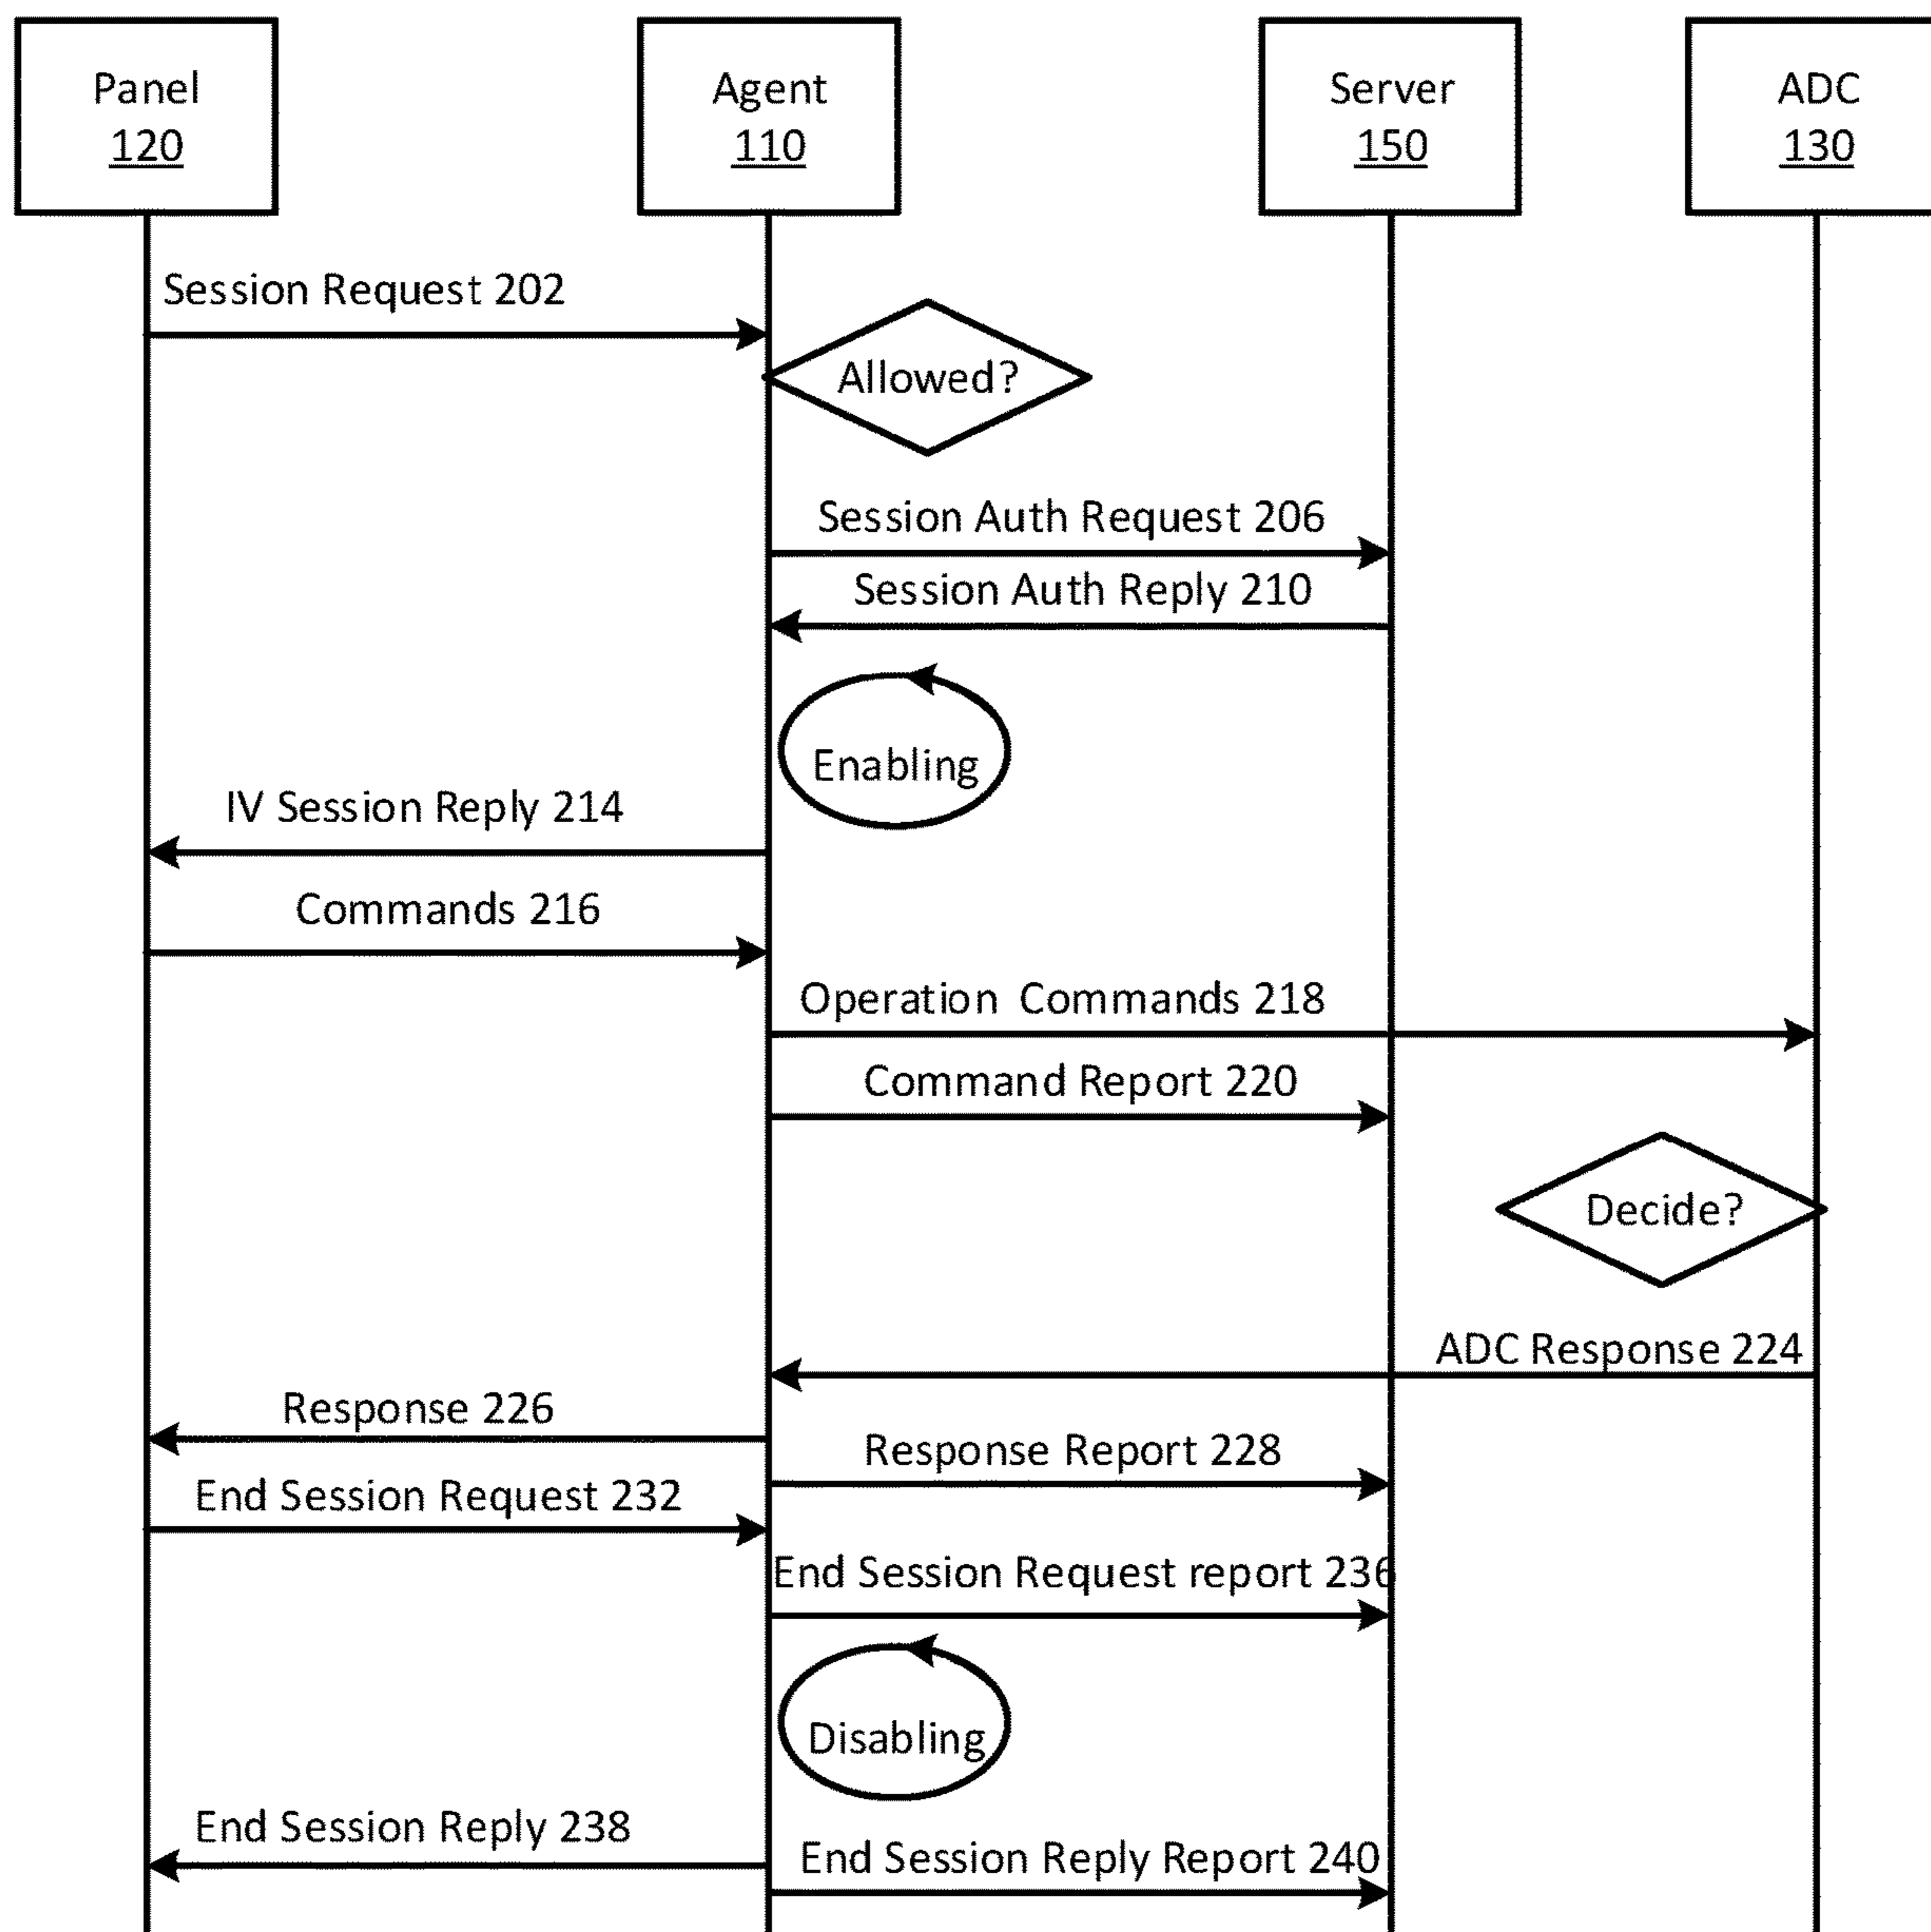 Panel
120
Agent
110
Server
150
ADC
130
Session Request 202
Allowed?
Session Auth Request 206
Session Auth Reply 210
Enabling
IV Session Reply 214
Commands 216
Operation Commands 218
Command Report 220
Decide?
ADC Response 224
Response 226
Response Report 228
End Session Request 232
End Session Request report 236
Disabling
End Session Reply 238
End Session Reply Report 240